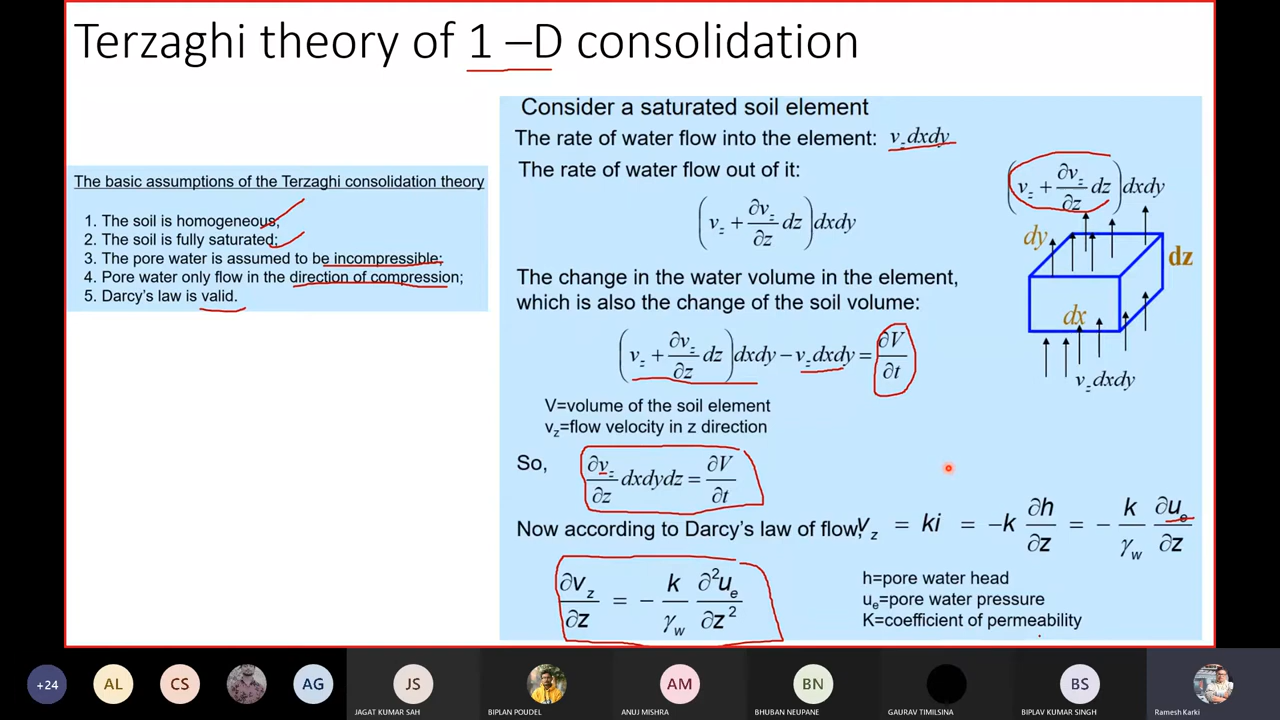 Terzaghi theory of 1 –D consolidation
The basic assumptions of the Terzaghi consolidation theory
1. The soil is homogeneous;
2. The soil is fully saturated;
3. The pore water is assumed to be incompressible;
4. Pore water only flow in the direction of compression;
5. Darcy's law is valid.
Consider a saturated soil element
The rate of water flow into the element: v_z dxdy
The rate of water flow out of it:
(v_z + ∂v_z/∂z dz) dxdy
The change in the water volume in the element,
which is also the change of the soil volume:
(v_z + ∂v_z/∂z dz) dxdy − v_z dxdy = ∂V/∂t
V=volume of the soil element
v_z=flow velocity in z direction
So, ∂v_z/∂z dxdydz = ∂V/∂t
Now according to Darcy's law of flow, v_z = ki = −k ∂h/∂z = − k/γ_w ∂u_e/∂z
∂v_z/∂z = − k/γ_w ∂²u_e/∂z²
h=pore water head
u_e=pore water pressure
K=coefficient of permeability
(v_z + ∂v_z/∂z dz) dxdy
dy
dz
dx
v_z dxdy
+24
AL
CS
AG
JS
AM
BN
BS
JAGAT KUMAR SAH
BIPLAN POUDEL
ANUJ MISHRA
BHUBAN NEUPANE
GAURAV TIMILSINA
BIPLAV KUMAR SINGH
Ramesh Karki